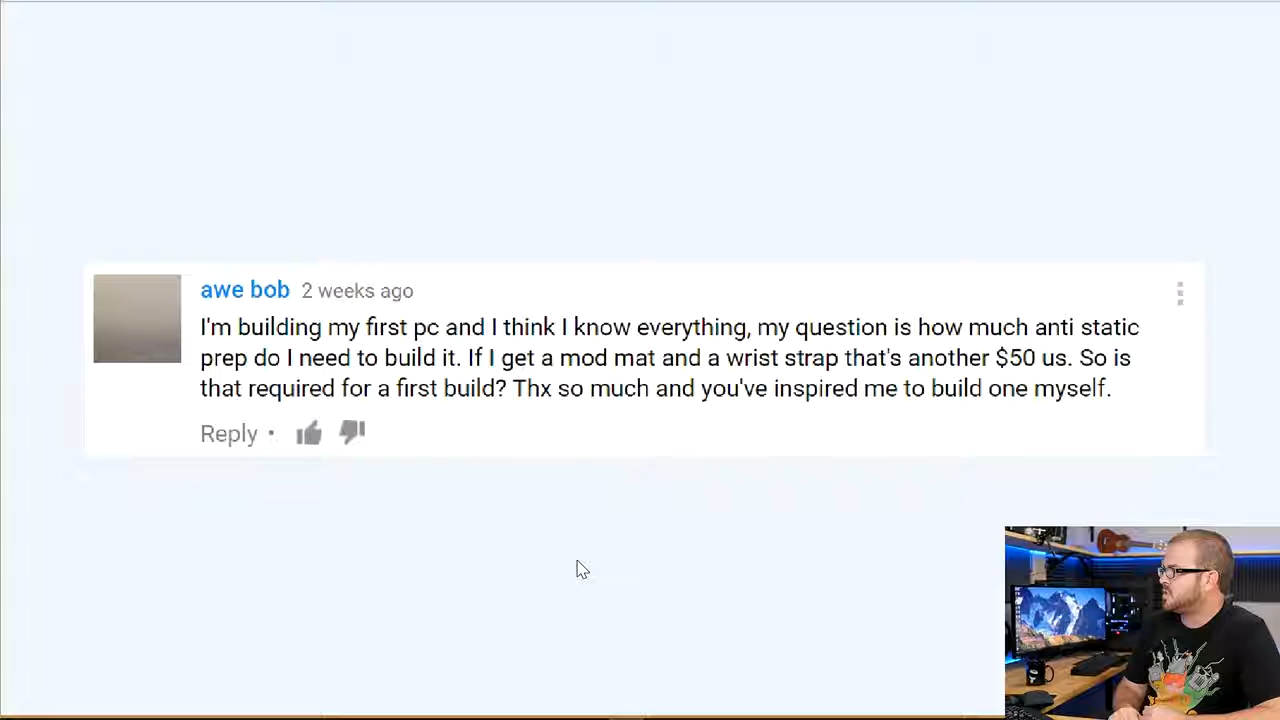 awe bob 2 weeks ago
I'm building my first pc and I think I know everything, my question is how much anti static
prep do I need to build it. If I get a mod mat and a wrist strap that's another $50 us. So is
that required for a first build? Thx so much and you've inspired me to build one myself.
Reply •